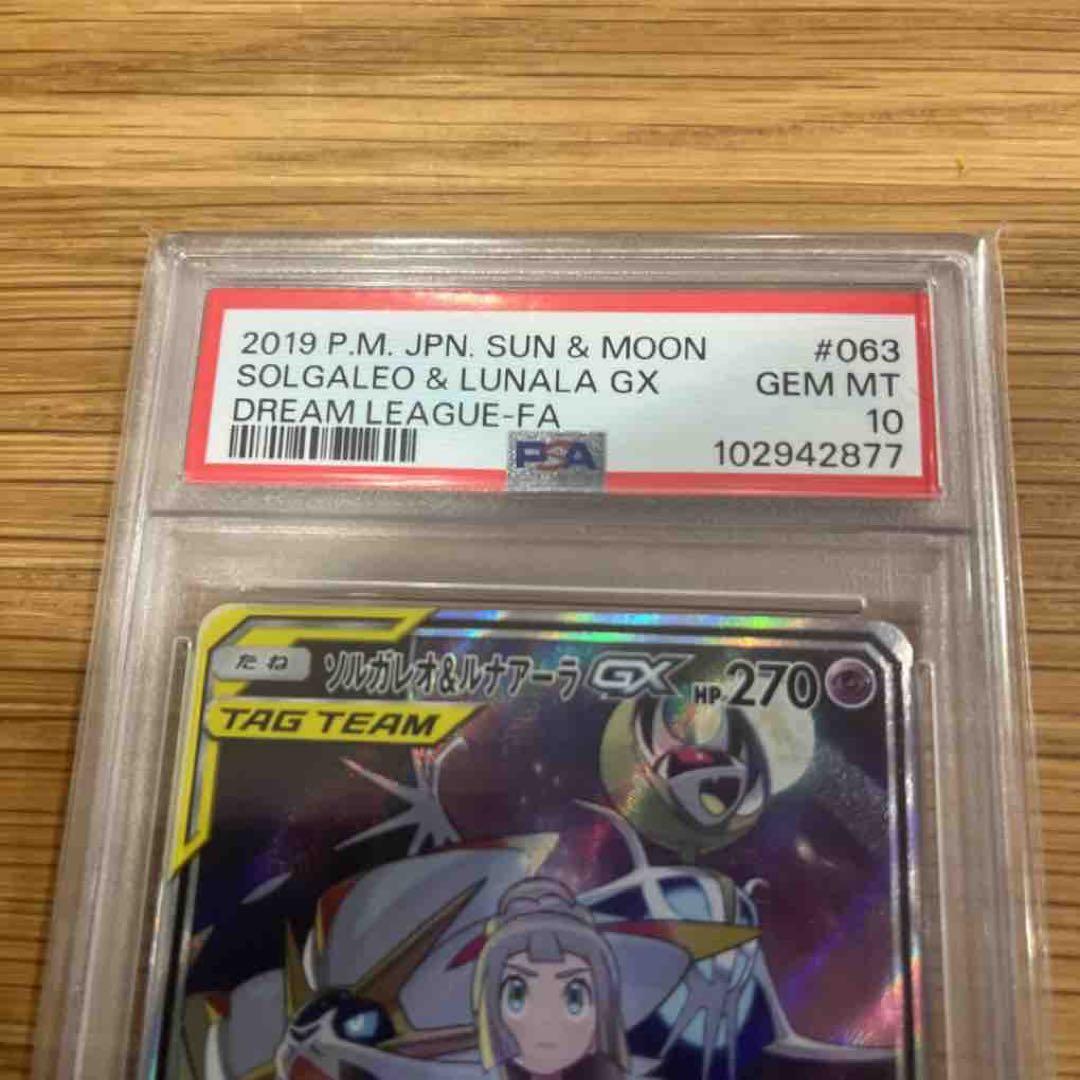 2019 P.M. JPN. SUN & MOON #063
SOLGALEO & LUNALA GX GEM MT
DREAM LEAGUE-FA 10
PSA 102942877
たね ソルガレオ&ルナアーラ GX HP 270
TAG TEAM